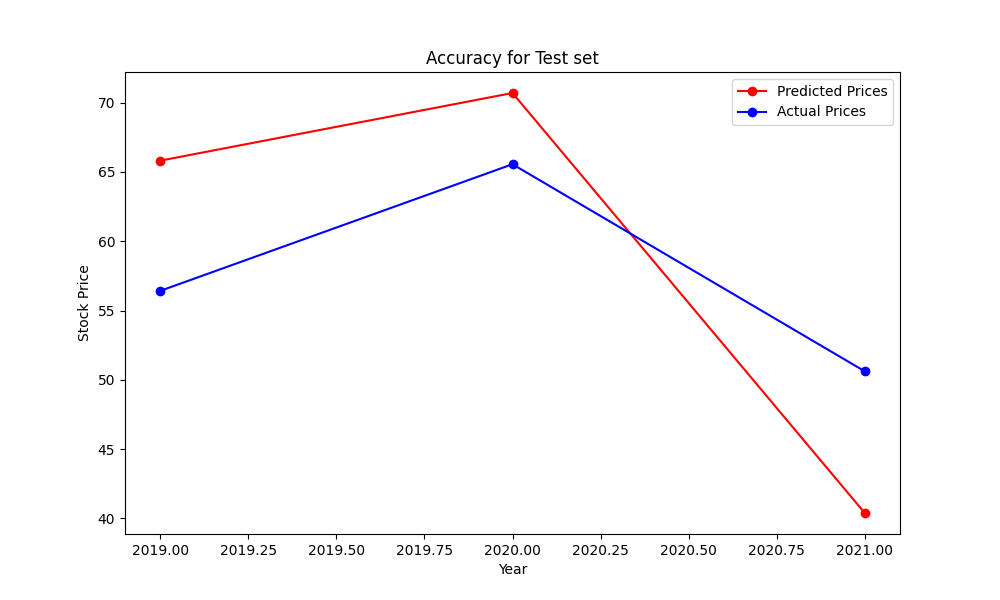 Accuracy for Test set
Predicted Prices
Actual Prices
Stock Price
70
65
60
55
50
45
40
2019.00 2019.25 2019.50 2019.75 2020.00 2020.25 2020.50 2020.75 2021.00
Year